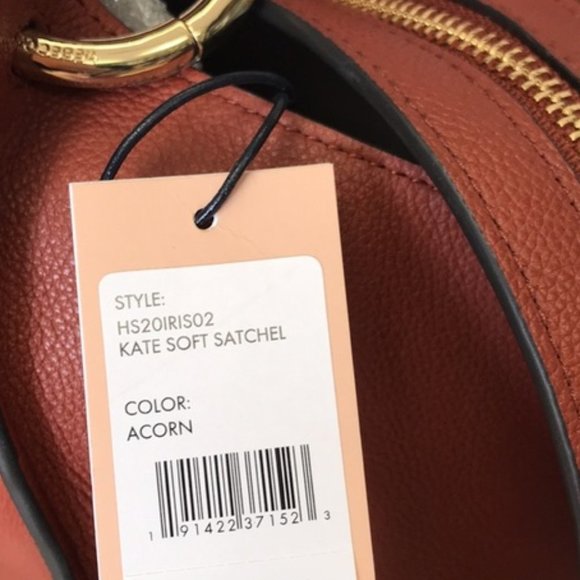 STYLE:
HS20IRIS02
KATE SOFT SATCHEL
COLOR:
ACORN
1 91422 37152 3